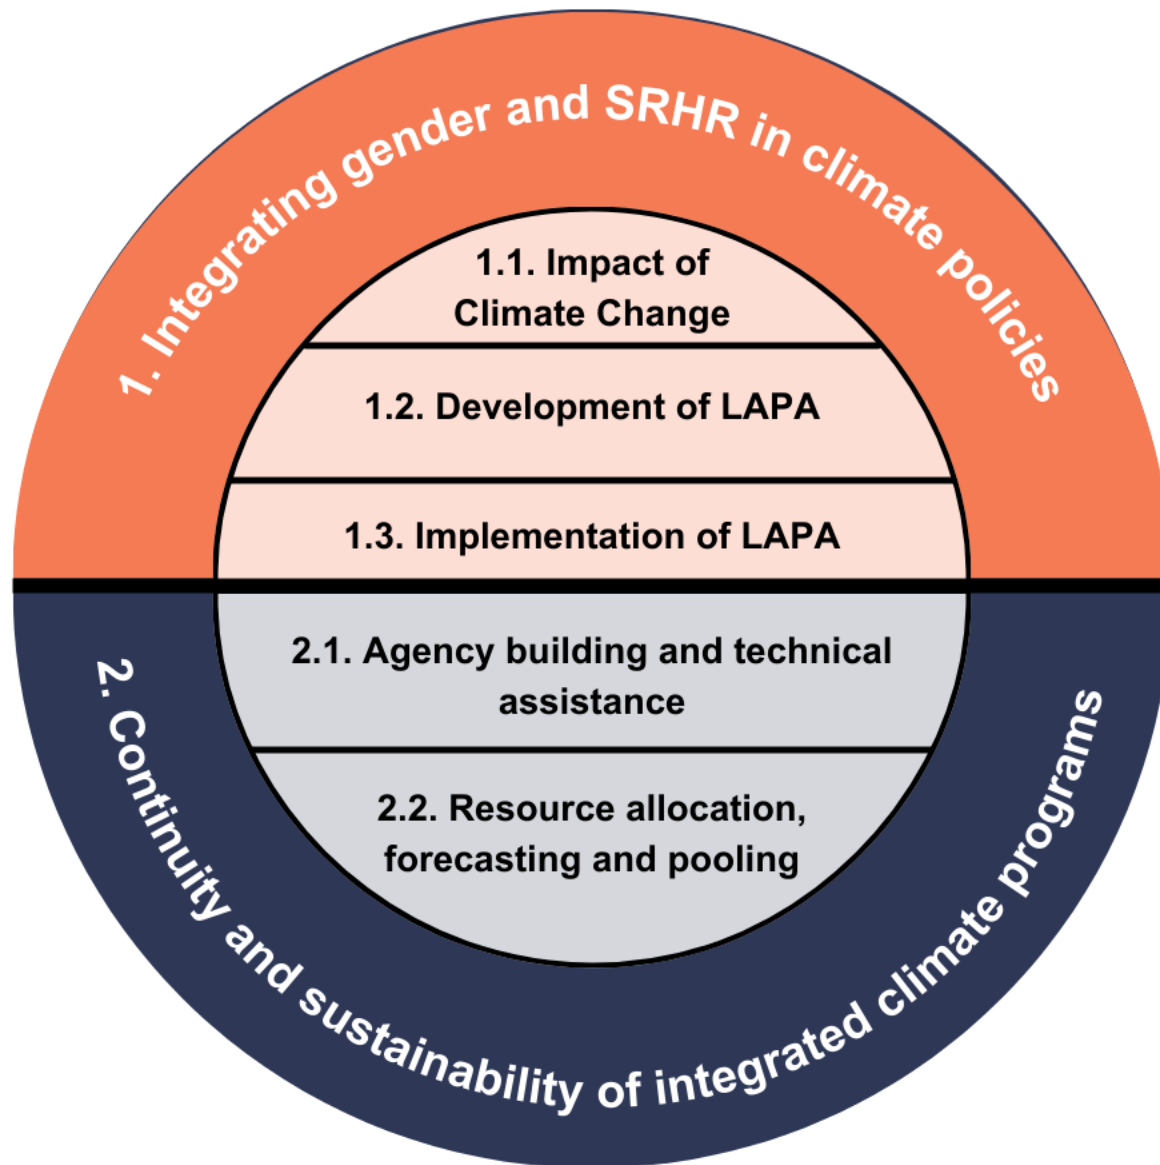 1. Integrating gender and SRHR in climate policies
1.1. Impact of
Climate Change
1.2. Development of LAPA
1.3. Implementation of LAPA
2.1. Agency building and technical
assistance
2.2. Resource allocation,
forecasting and pooling
2. Continuity and sustainability of integrated climate programs